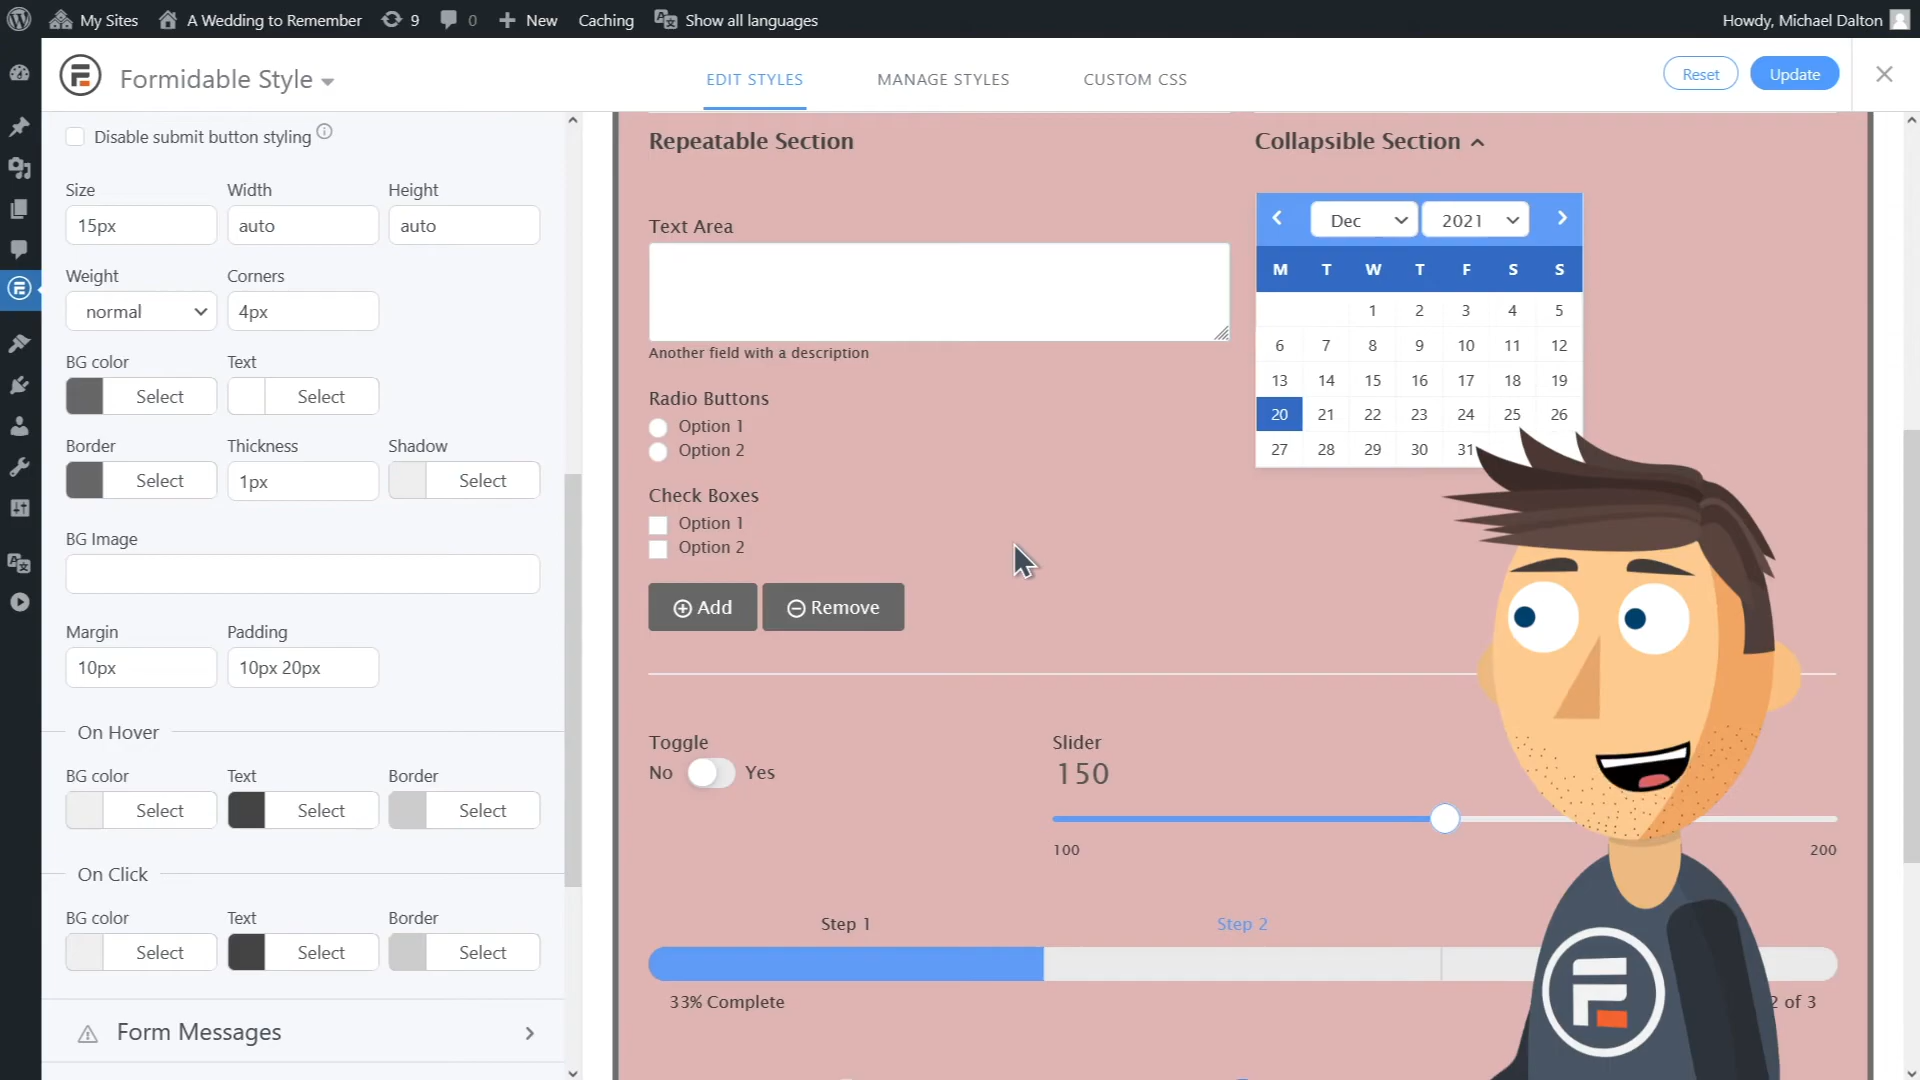 My Sites A Wedding to Remember 9 0 New Caching Show all languages Howdy, Michael Dalton
Formidable Style EDIT STYLES MANAGE STYLES CUSTOM CSS Reset Update
Disable submit button styling
Size Width Height
15px auto auto
Weight Corners
normal 4px
BG color Text
Select Select
Border Thickness Shadow
Select 1px Select
BG Image
Margin Padding
10px 10px 20px
On Hover
BG color Text Border
Select Select Select
On Click
BG color Text Border
Select Select Select
Form Messages
Repeatable Section
Text Area
Another field with a description
Radio Buttons
Option 1
Option 2
Check Boxes
Option 1
Option 2
Add Remove
Collapsible Section
Dec 2021
M T W T F S S
1 2 3 4 5
6 7 8 9 10 11 12
13 14 15 16 17 18 19
20 21 22 23 24 25 26
27 28 29 30 31
Toggle
No Yes
Slider
150
100 200
Step 1 Step 2
33% Complete 2 of 3